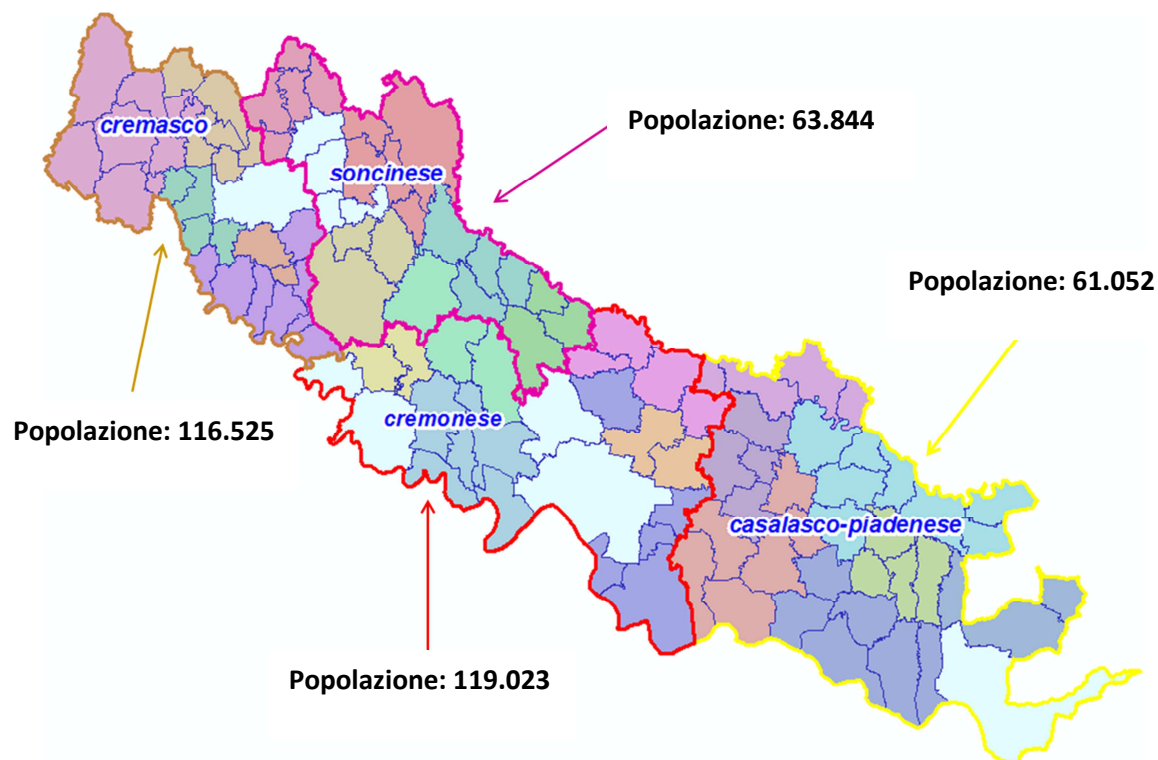 Popolazione: 63.844
cremasco
soncinese
Popolazione: 61.052
Popolazione: 116.525
cremonese
casalasco-piadenese
Popolazione: 119.023